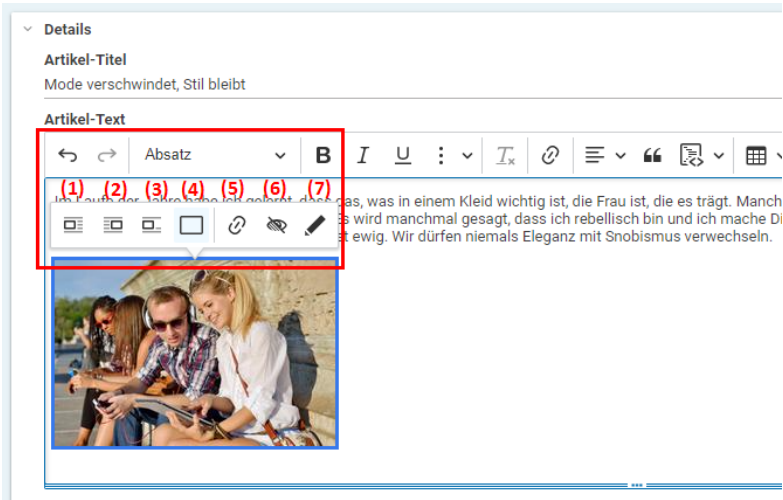 Details
Artikel-Titel
Mode verschwindet, Stil bleibt
Artikel-Text
Absatz B I U Tx
(1) (2) (3) (4) (5) (6) (7)
Im Laufe der Jahre habe ich gelernt, dass das, was in einem Kleid wichtig ist, die Frau ist, die es trägt. Manch
s wird manchmal gesagt, dass ich rebellisch bin und ich mache Di
t ewig. Wir dürfen niemals Eleganz mit Snobismus verwechseln.